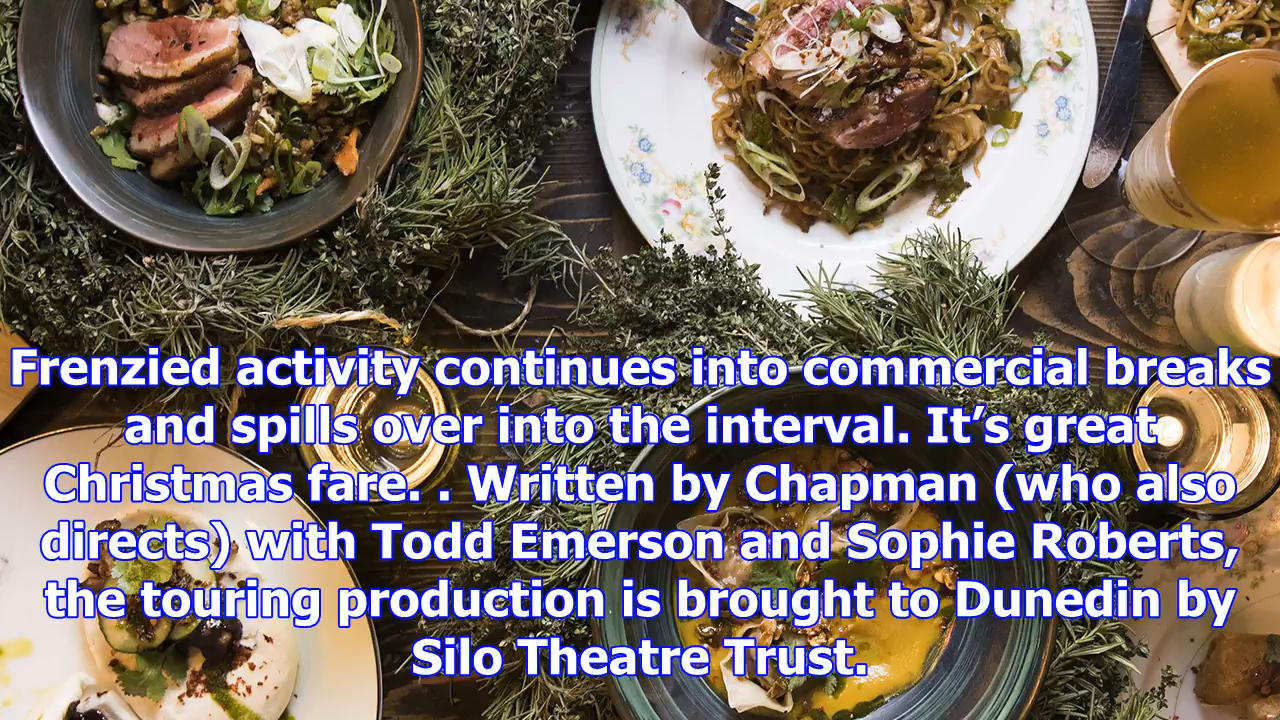 Frenzied activity continues into commercial breaks
and spills over into the interval. It’s great
Christmas fare. . Written by Chapman (who also
directs) with Todd Emerson and Sophie Roberts,
the touring production is brought to Dunedin by
Silo Theatre Trust.